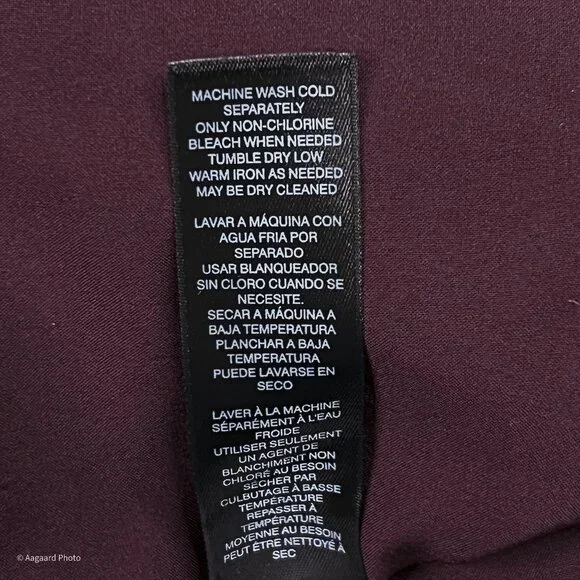 MACHINE WASH COLD
SEPARATELY
ONLY NON-CHLORINE
BLEACH WHEN NEEDED
TUMBLE DRY LOW
WARM IRON AS NEEDED
MAY BE DRY CLEANED
LAVAR A MÁQUINA CON
AGUA FRIA POR
SEPARADO
USAR BLANQUEADOR
SIN CLORO CUANDO SE
NECESITE.
SECAR A MÁQUINA A
BAJA TEMPERATURA
PLANCHAR A BAJA
TEMPERATURA
PUEDE LAVARSE EN
SECO
LAVER À LA MACHINE
SÉPARÉMENT À L'EAU
FROIDE
UTILISER SEULEMENT
UN AGENT DE
BLANCHIMENT NON
CHLORÉ AU BESOIN
SÉCHER PAR
CULBUTAGE À BASSE
TEMPÉRATURE
REPASSER À
TEMPÉRATURE
MOYENNE AU BESOIN
PEUT ÊTRE NETTOYÉ À
SEC
© Aagaard Photo